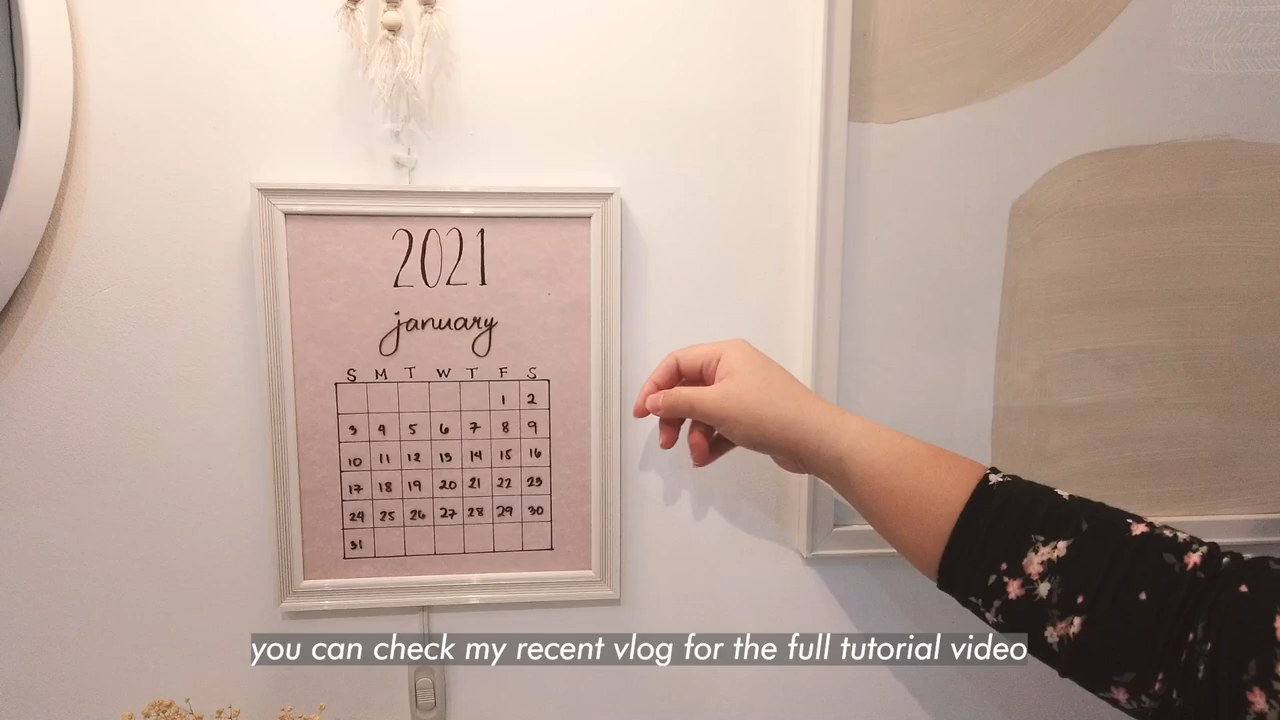 2021
january
S M T W T F S
1 2
3 4 5 6 7 8 9
10 11 12 13 14 15 16
17 18 19 20 21 22 23
24 25 26 27 28 29 30
31
you can check my recent vlog for the full tutorial video